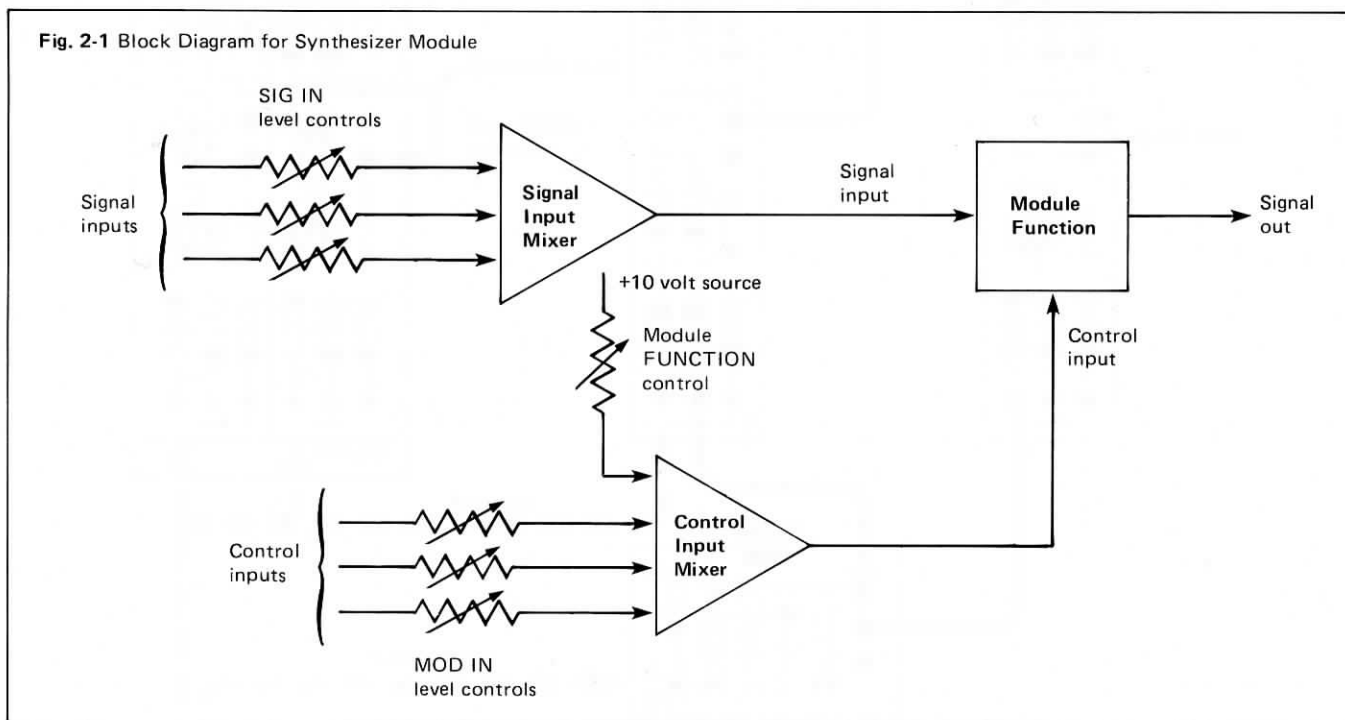 Fig. 2-1 Block Diagram for Synthesizer Module
SIG IN
level controls
Signal
inputs
Signal
Input
Mixer
Signal
input
Module
Function
Signal
out
+10 volt source
Module
FUNCTION
control
Control
input
Control
inputs
Control
Input
Mixer
MOD IN
level controls